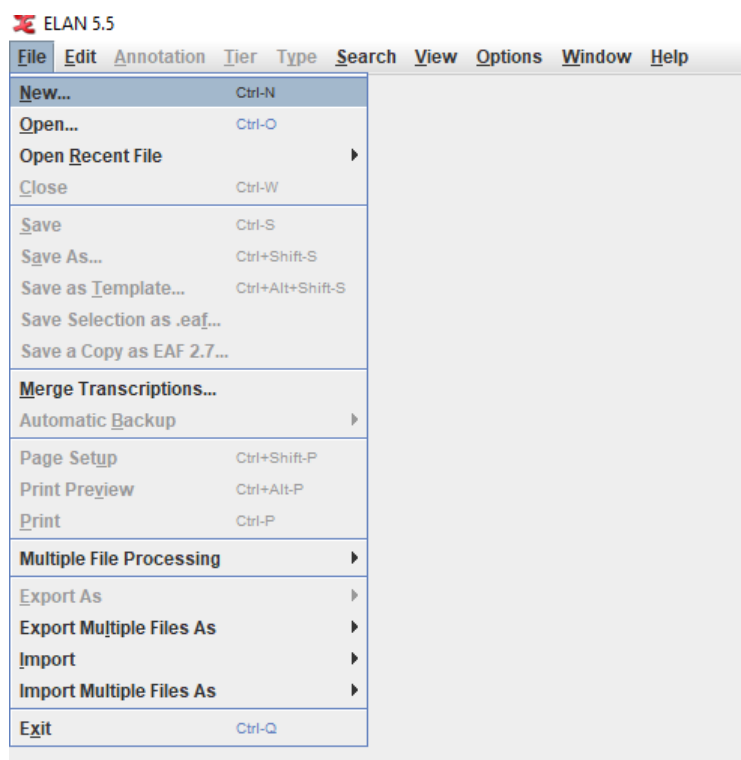 ELAN 5.5
File Edit Annotation Tier Type Search View Options Window Help
New... Ctrl-N
Open... Ctrl-O
Open Recent File
Close Ctrl-W
Save Ctrl-S
Save As... Ctrl+Shift-S
Save as Template... Ctrl+Alt+Shift-S
Save Selection as .eaf...
Save a Copy as EAF 2.7...
Merge Transcriptions...
Automatic Backup
Page Setup Ctrl+Shift-P
Print Preview Ctrl+Alt-P
Print Ctrl-P
Multiple File Processing
Export As
Export Multiple Files As
Import
Import Multiple Files As
Exit Ctrl-Q